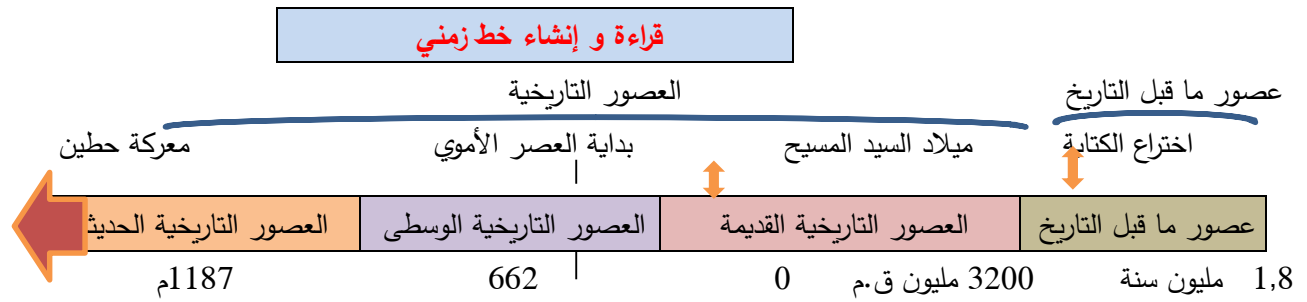 قراءة و إنشاء خط زمني
عصور ما قبل التاريخ العصور التاريخية
اختراع الكتابة ميلاد السيد المسيح بداية العصر الأموي معركة حطين
عصور ما قبل التاريخ العصور التاريخية القديمة العصور التاريخية الوسطى العصور التاريخية الحديث
1,8 مليون سنة 3200 مليون ق.م 0 662 1187م